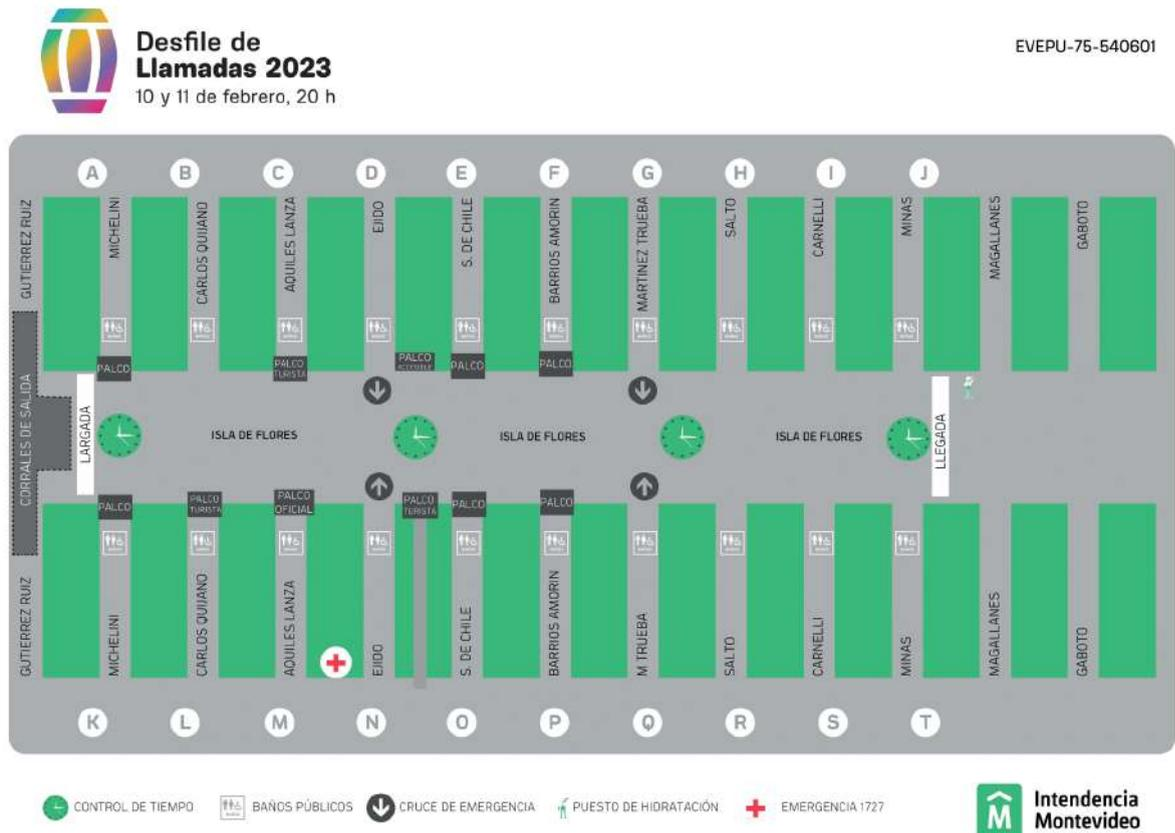 Desfile de
Llamadas 2023
10 y 11 de febrero, 20 h
EVEPU-75-540601
A B C D E F G H I J
GUTIERREZ RUIZ
MICHELINI
CARLOS QUIJANO
AQUILES LANZA
EJIDO
S. DE CHILE
BARRIOS AMORIN
MARTINEZ TRUEBA
SALTO
CARNELLI
MINAS
MAGALLANES
GABOTO
PALCO
PALCO
TURISTA
PALCO
ACCESIBLE
PALCO
PALCO
CORRALES DE SALIDA
LARGADA
ISLA DE FLORES
ISLA DE FLORES
ISLA DE FLORES
LLEGADA
PALCO
PALCO
TURISTA
PALCO
OFICIAL
PALCO
TURISTA
PALCO
PALCO
GUTIERREZ RUIZ
MICHELINI
CARLOS QUIJANO
AQUILES LANZA
EJIDO
S. DE CHILE
BARRIOS AMORIN
M TRUEBA
SALTO
CARNELLI
MINAS
MAGALLANES
GABOTO
K L M N O P Q R S T
CONTROL DE TIEMPO
BAÑOS PÚBLICOS
CRUCE DE EMERGENCIA
PUESTO DE HIDRATACIÓN
EMERGENCIA 1727
M
Intendencia
Montevideo